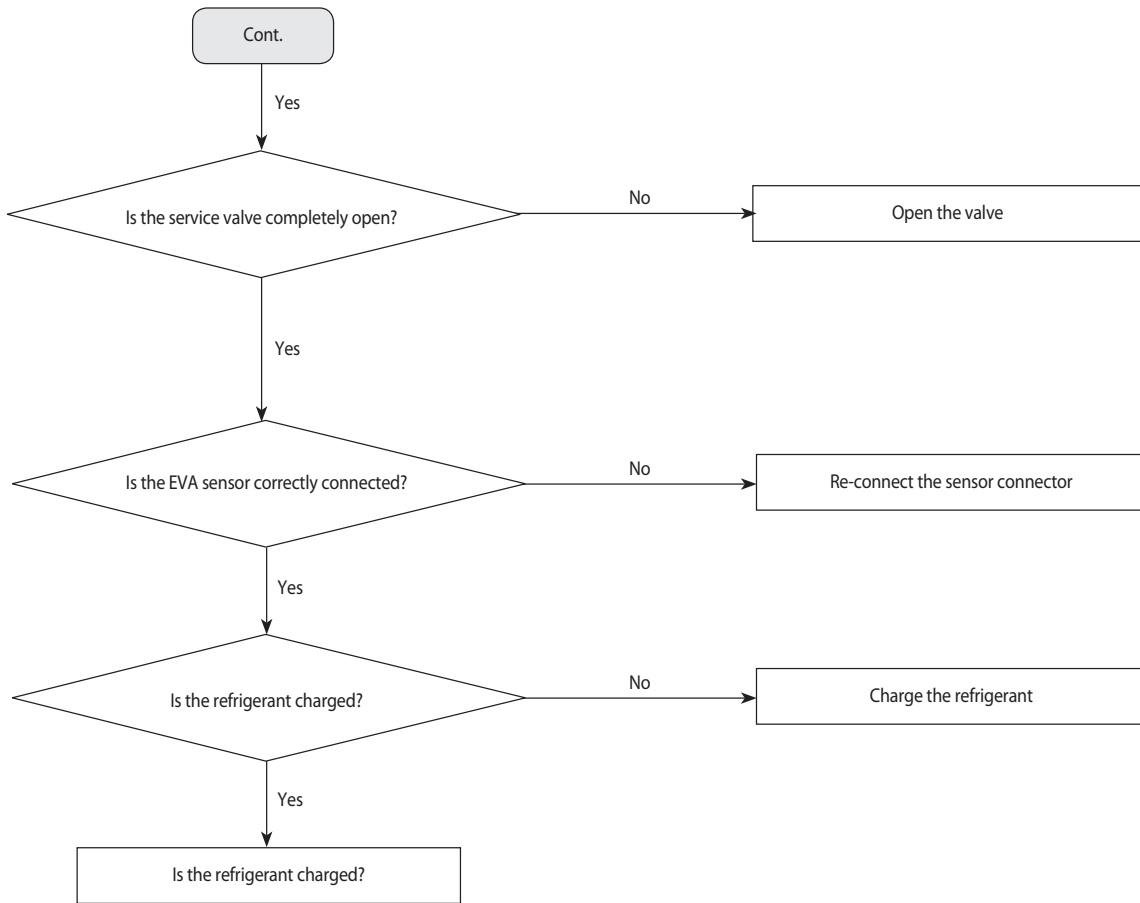 Cont.
Yes
Is the service valve completely open?
No
Open the valve
Yes
Is the EVA sensor correctly connected?
No
Re-connect the sensor connector
Yes
Is the refrigerant charged?
No
Charge the refrigerant
Yes
Is the refrigerant charged?